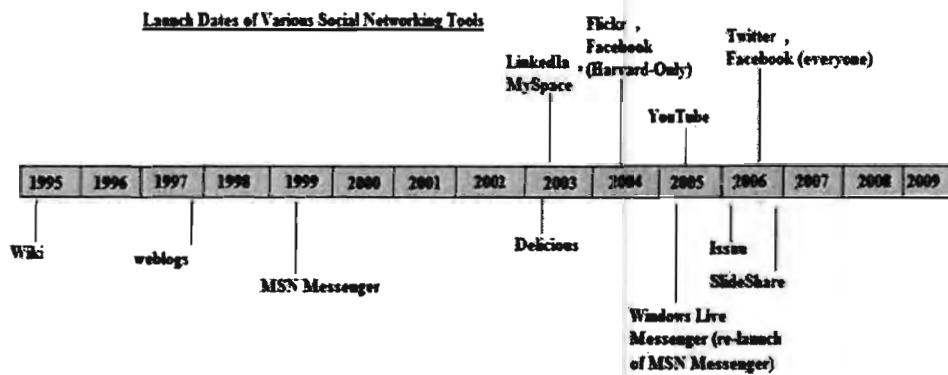 Launch Dates of Various Social Networking Tools
LinkedIn ,
MySpace
Flickr ,
Facebook
(Harvard-Only)
Twitter ,
Facebook (everyone)
YouTube
1995 1996 1997 1998 1999 2000 2001 2002 2003 2004 2005 2006 2007 2008 2009
Wiki
weblogs
MSN Messenger
Delicious
Issuu
SlideShare
Windows Live
Messenger (re-launch
of MSN Messenger)